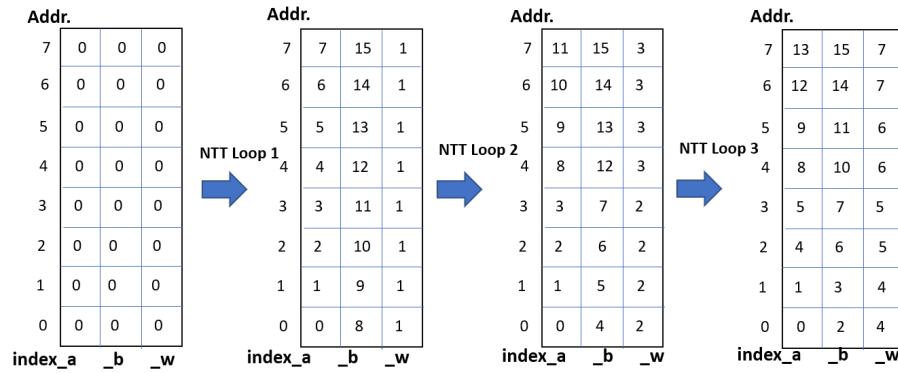 Addr. Addr. Addr. Addr.
7 0 0 0 7 7 15 1 7 11 15 3 7 13 15 7
6 0 0 0 6 6 14 1 6 10 14 3 6 12 14 7
5 0 0 0 5 5 13 1 5 9 13 3 5 9 11 6
NTT Loop 1 NTT Loop 2 NTT Loop 3
4 0 0 0 4 4 12 1 4 8 12 3 4 8 10 6
3 0 0 0 3 3 11 1 3 3 7 2 3 5 7 5
2 0 0 0 2 2 10 1 2 2 6 2 2 4 6 5
1 0 0 0 1 1 9 1 1 1 5 2 1 1 3 4
0 0 0 0 0 0 8 1 0 0 4 2 0 0 2 4
index_a _b _w index_a _b _w index_a _b _w index_a _b _w